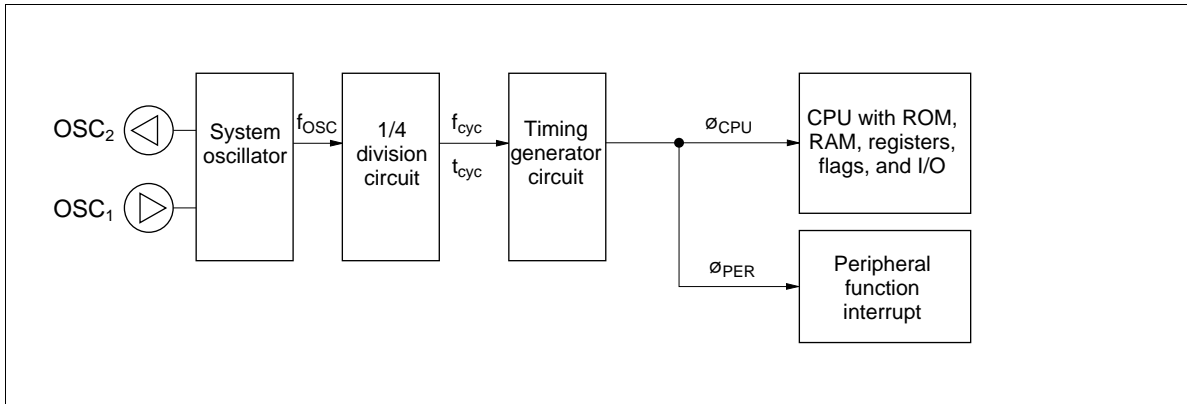 OSC₂
OSC₁
System
oscillator
fOSC
1/4
division
circuit
fcyc
tcyc
Timing
generator
circuit
øCPU
CPU with ROM,
RAM, registers,
flags, and I/O
øPER
Peripheral
function
interrupt